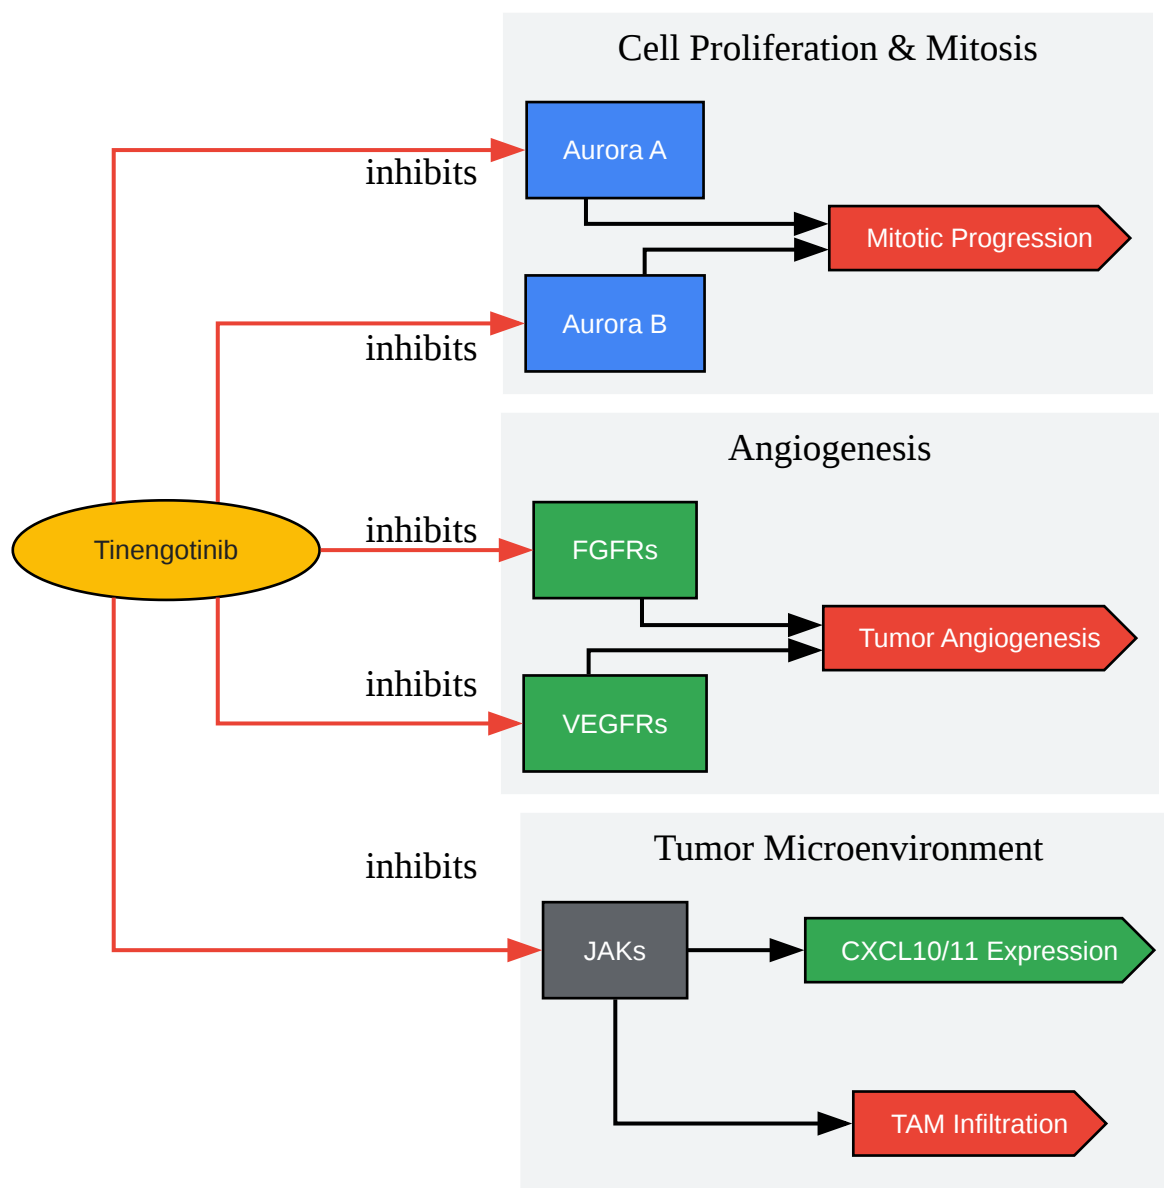 Cell Proliferation & Mitosis
Aurora A
inhibits
Mitotic Progression
Aurora B
inhibits
Angiogenesis
inhibits
FGFRs
Tinengotinib
Tumor Angiogenesis
inhibits
VEGFRs
Tumor Microenvironment
inhibits
JAKs
CXCL10/11 Expression
TAM Infiltration